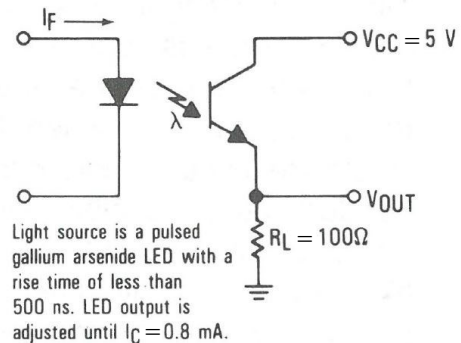 IF
VCC = 5 V
λ
VOUT
RL = 100Ω
Light source is a pulsed
gallium arsenide LED with a
rise time of less than
500 ns. LED output is
adjusted until IC = 0.8 mA.